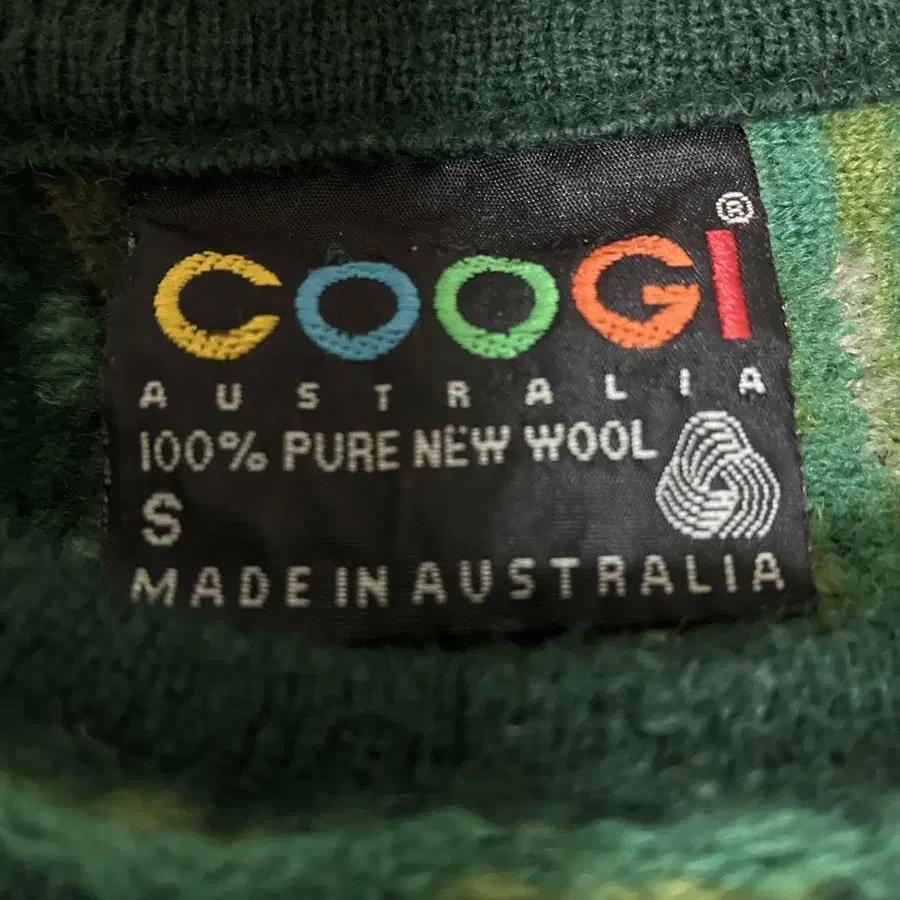 COOGI®
AUSTRALIA
100% PURE NEW WOOL
S
MADE IN AUSTRALIA